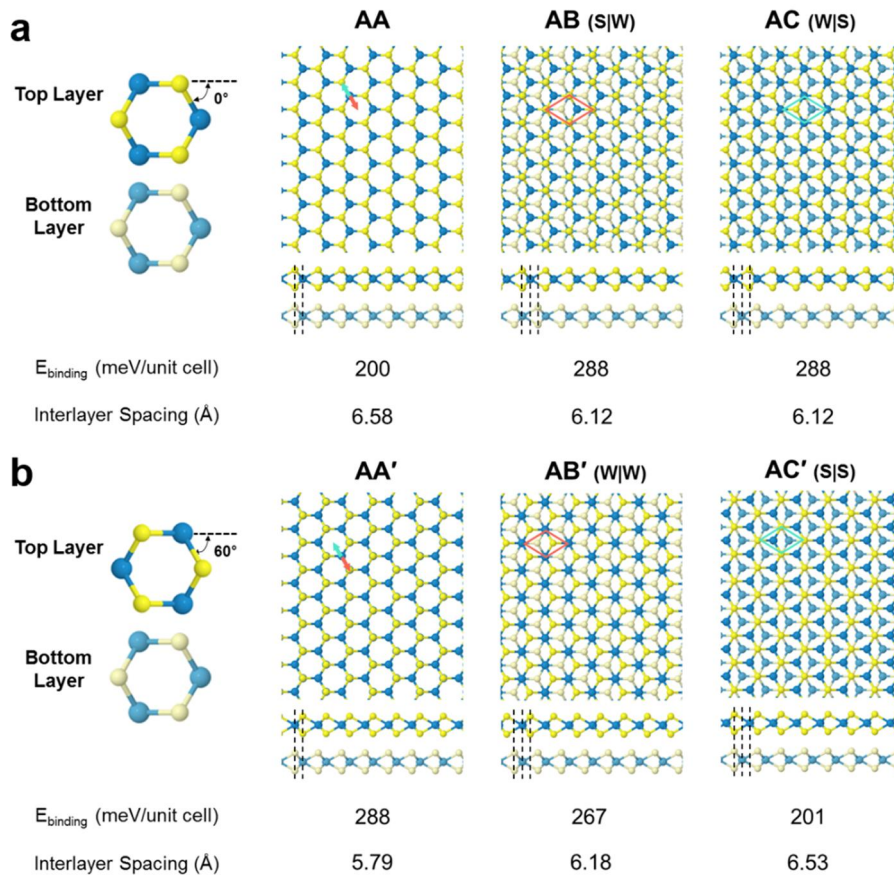 a
AA
AB (S|W)
AC (W|S)
Top Layer
0°
Bottom
Layer
Ebinding (meV/unit cell)
200
288
288
Interlayer Spacing (Å)
6.58
6.12
6.12
b
AA′
AB′ (W|W)
AC′ (S|S)
Top Layer
60°
Bottom
Layer
Ebinding (meV/unit cell)
288
267
201
Interlayer Spacing (Å)
5.79
6.18
6.53